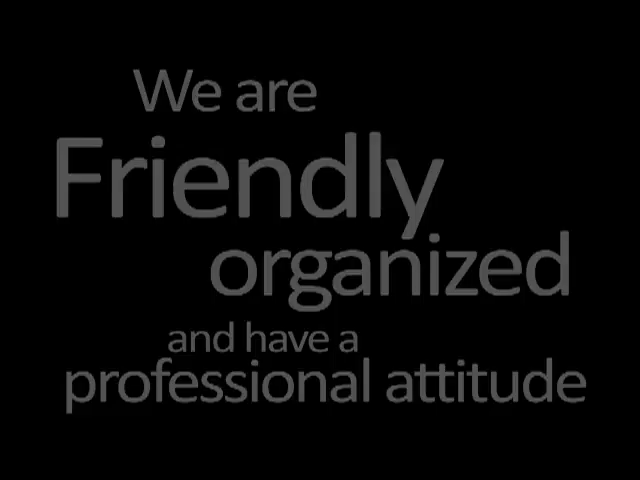 We are
Friendly
organized
and have a
professional attitude